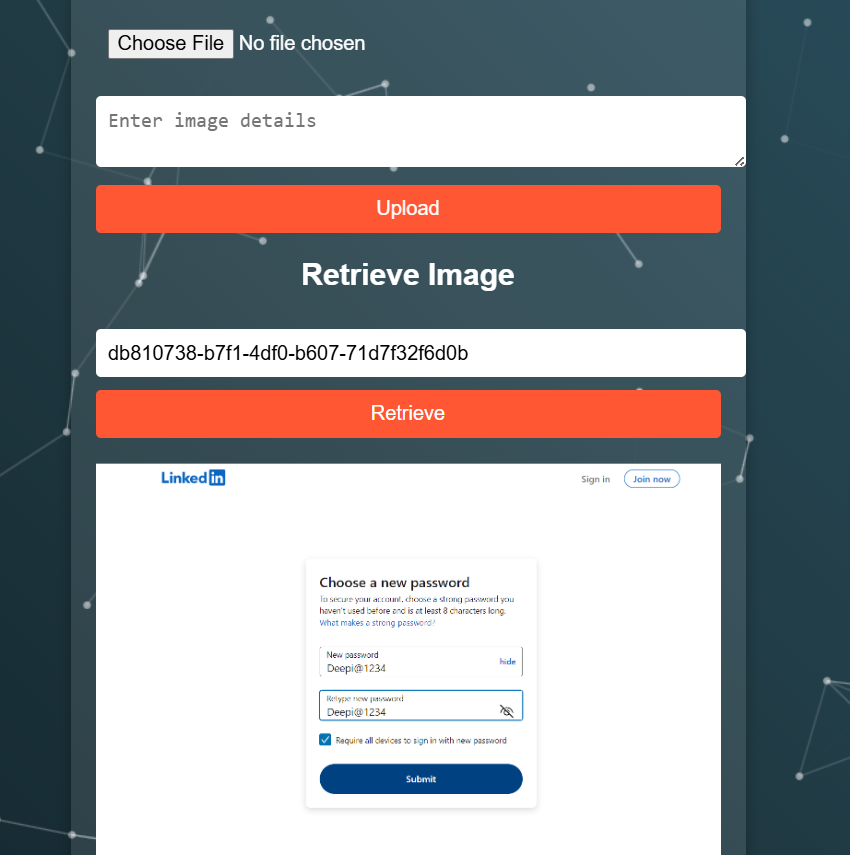 Choose File No file chosen
Enter image details
Upload
Retrieve Image
db810738-b7f1-4df0-b607-71d7f32f6d0b
Retrieve
Linked in Sign in Join now
Choose a new password
To secure your account, choose a strong password you
haven't used before and is at least 8 characters long.
What makes a strong password?
New password
Deepi@1234 hide
Retype new password
Deepi@1234
Require all devices to sign in with new password
Submit